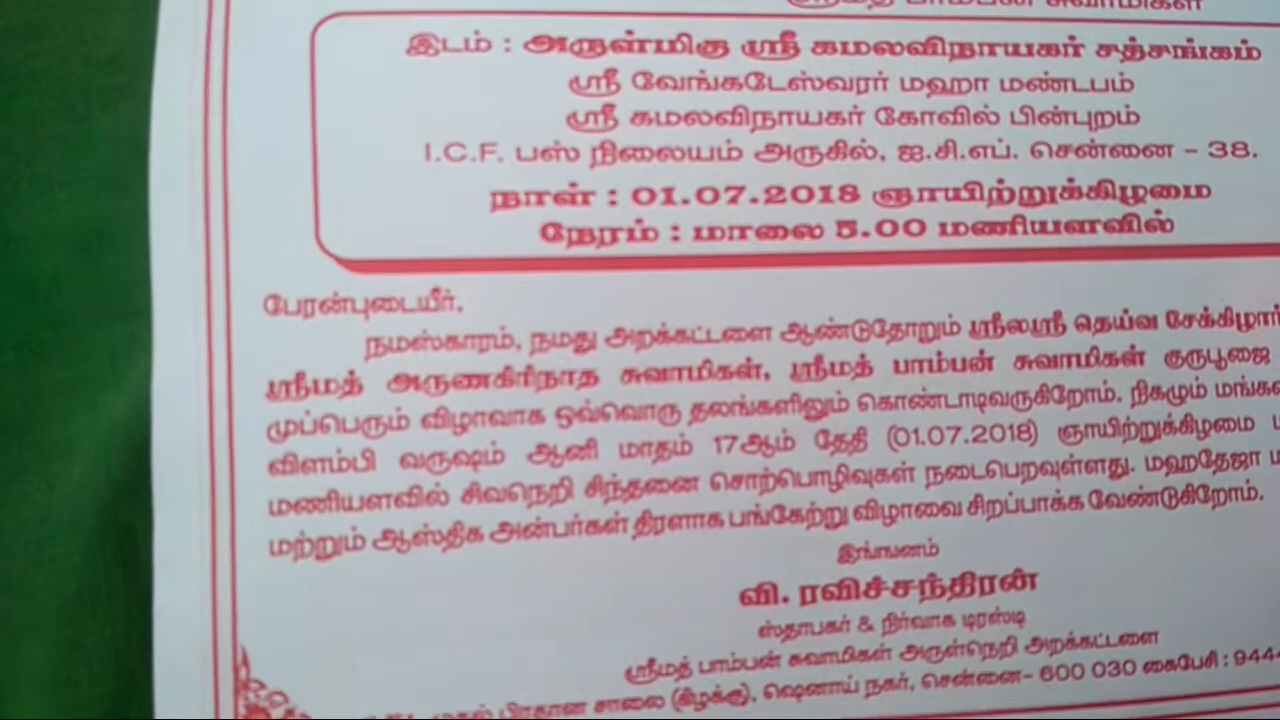 ஸ்ரீமத் பாம்பன் சுவாமிகள்
இடம் : அருள்மிகு ஸ்ரீ கமலவிநாயகர் சத்சங்கம்
ஸ்ரீ வேங்கடேஸ்வரர் மஹா மண்டபம்
ஸ்ரீ கமலவிநாயகர் கோவில் பின்புறம்
I.C.F. பஸ் நிலையம் அருகில், ஐ.சி.எப். சென்னை – 38.
நாள் : 01.07.2018 ஞாயிற்றுக்கிழமை
நேரம் : மாலை 5.00 மணியளவில்
பேரன்புடையீர்,
நமஸ்காரம், நமது அறக்கட்டளை ஆண்டுதோறும் ஸ்ரீலஸ்ரீ தெய்வ சேக்கிழார்
ஸ்ரீமத் அருணகிரிநாத சுவாமிகள், ஸ்ரீமத் பாம்பன் சுவாமிகள் குருபூஜை
முப்பெரும் விழாவாக ஒவ்வொரு தலங்களிலும் கொண்டாடிவருகிறோம். நிகழும்
விளம்பி வருஷம் ஆனி மாதம் 17ஆம் தேதி (01.07.2018) ஞாயிற்றுக்கிழமை
மணியளவில் சிவநெறி சிந்தனை சொற்பொழிவுகள் நடைபெறவுள்ளது. மஹதேஜா
மற்றும் ஆஸ்திக அன்பர்கள் திரளாக பங்கேற்று விழாவை சிறப்பாக்க வேண்டுகிறோம்.
இங்ஙனம்
வி. ரவிச்சந்திரன்
ஸ்தாபகர் & நிர்வாக டிரஸ்டி
ஸ்ரீமத் பாம்பன் சுவாமிகள் அருள்நெறி அறக்கட்டளை
முதல் பிரதான சாலை (கிழக்கு), ஷெனாய் நகர், சென்னை– 600 030 கைபேசி : 944